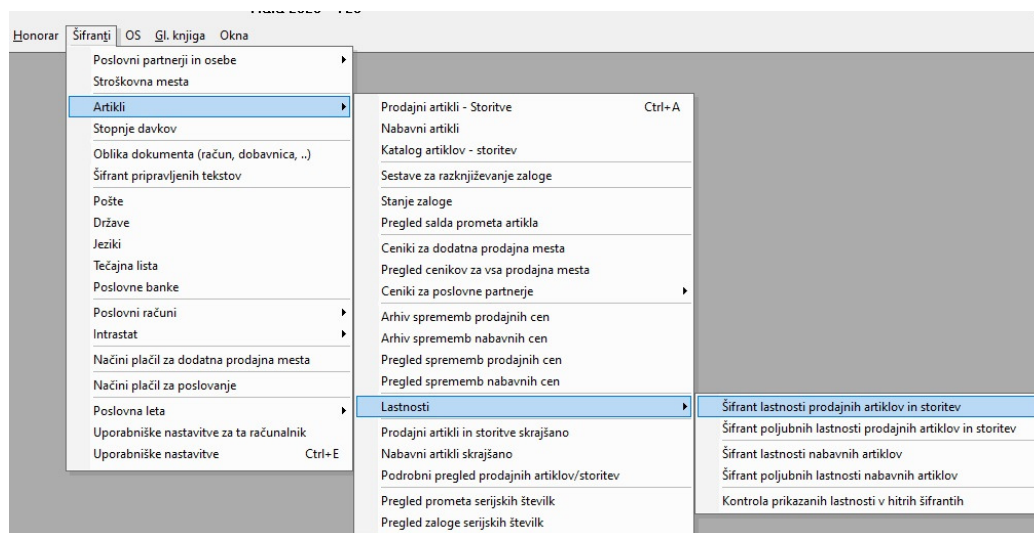 Honorar Šifranti OS Gl. knjiga Okna
Poslovni partnerji in osebe
Stroškovna mesta
Artikli
Stopnje davkov
Oblika dokumenta (račun, dobavnica, ..)
Šifrant pripravljenih tekstov
Pošte
Države
Jeziki
Tečajna lista
Poslovne banke
Poslovni računi
Intrastat
Načini plačil za dodatna prodajna mesta
Načini plačil za poslovanje
Poslovna leta
Uporabniške nastavitve za ta računalnik
Uporabniške nastavitve Ctrl+E
Prodajni artikli - Storitve Ctrl+A
Nabavni artikli
Katalog artiklov - storitev
Sestave za razknjiževanje zaloge
Stanje zaloge
Pregled salda prometa artikla
Ceniki za dodatna prodajna mesta
Pregled cenikov za vsa prodajna mesta
Ceniki za poslovne partnerje
Arhiv sprememb prodajnih cen
Arhiv sprememb nabavnih cen
Pregled sprememb prodajnih cen
Pregled sprememb nabavnih cen
Lastnosti
Prodajni artikli in storitve skrajšano
Nabavni artikli skrajšano
Podrobni pregled prodajnih artiklov/storitev
Pregled prometa serijskih številk
Pregled zaloge serijskih številk
Šifrant lastnosti prodajnih artiklov in storitev
Šifrant poljubnih lastnosti prodajnih artiklov in storitev
Šifrant lastnosti nabavnih artiklov
Šifrant poljubnih lastnosti nabavnih artiklov
Kontrola prikazanih lastnosti v hitrih šifrantih